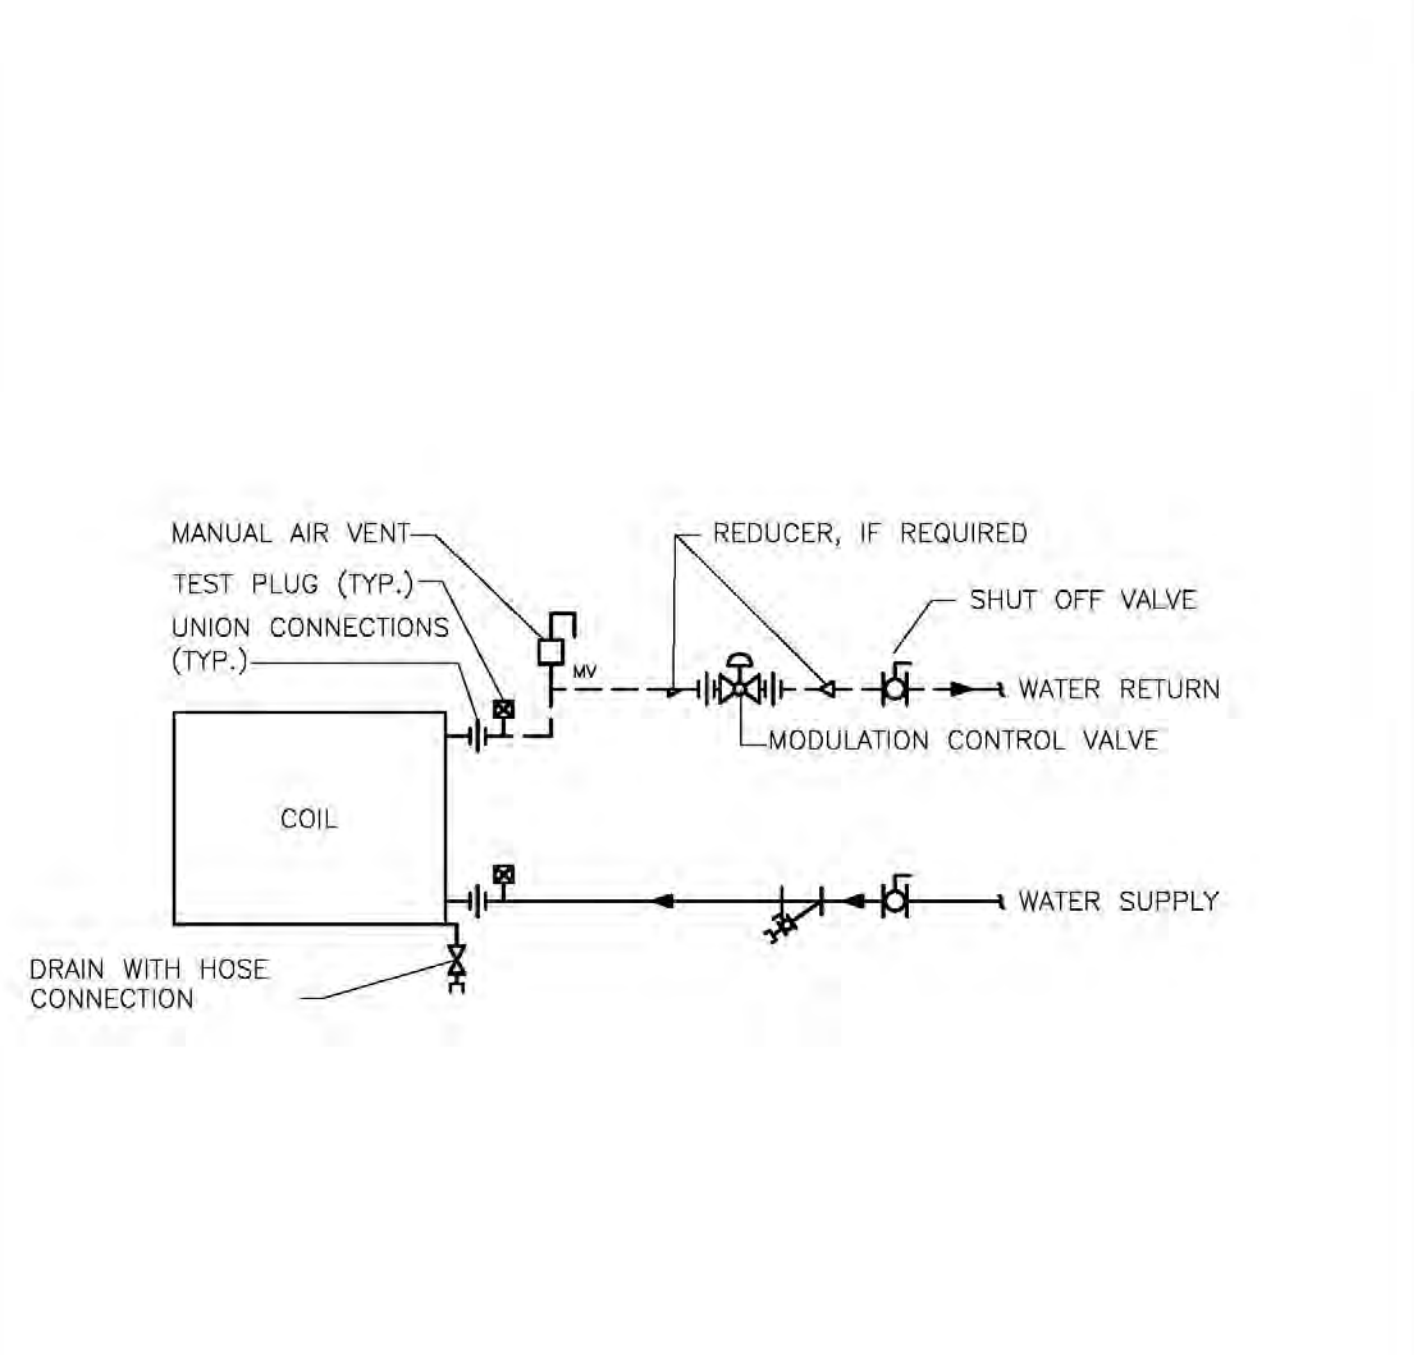 MANUAL AIR VENT
REDUCER, IF REQUIRED
TEST PLUG (TYP.)
SHUT OFF VALVE
UNION CONNECTIONS
(TYP.)
MV
WATER RETURN
MODULATION CONTROL VALVE
COIL
WATER SUPPLY
DRAIN WITH HOSE
CONNECTION